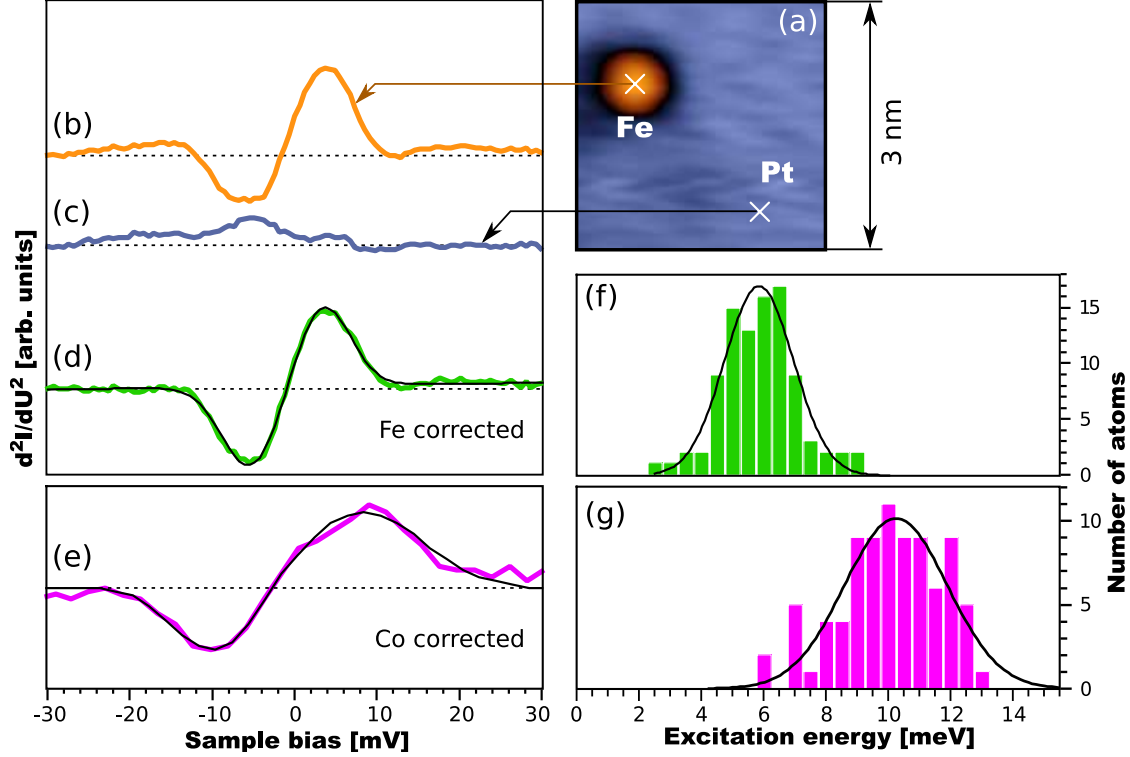 (a)
Fe
Pt
3 nm
(b)
(c)
(d)
Fe corrected
(e)
Co corrected
d²I/dU² [arb. units]
-30 -20 -10 0 10 20 30
Sample bias [mV]
(f)
15
10
5
0
(g)
10
5
0
Number of atoms
0 2 4 6 8 10 12 14
Excitation energy [meV]